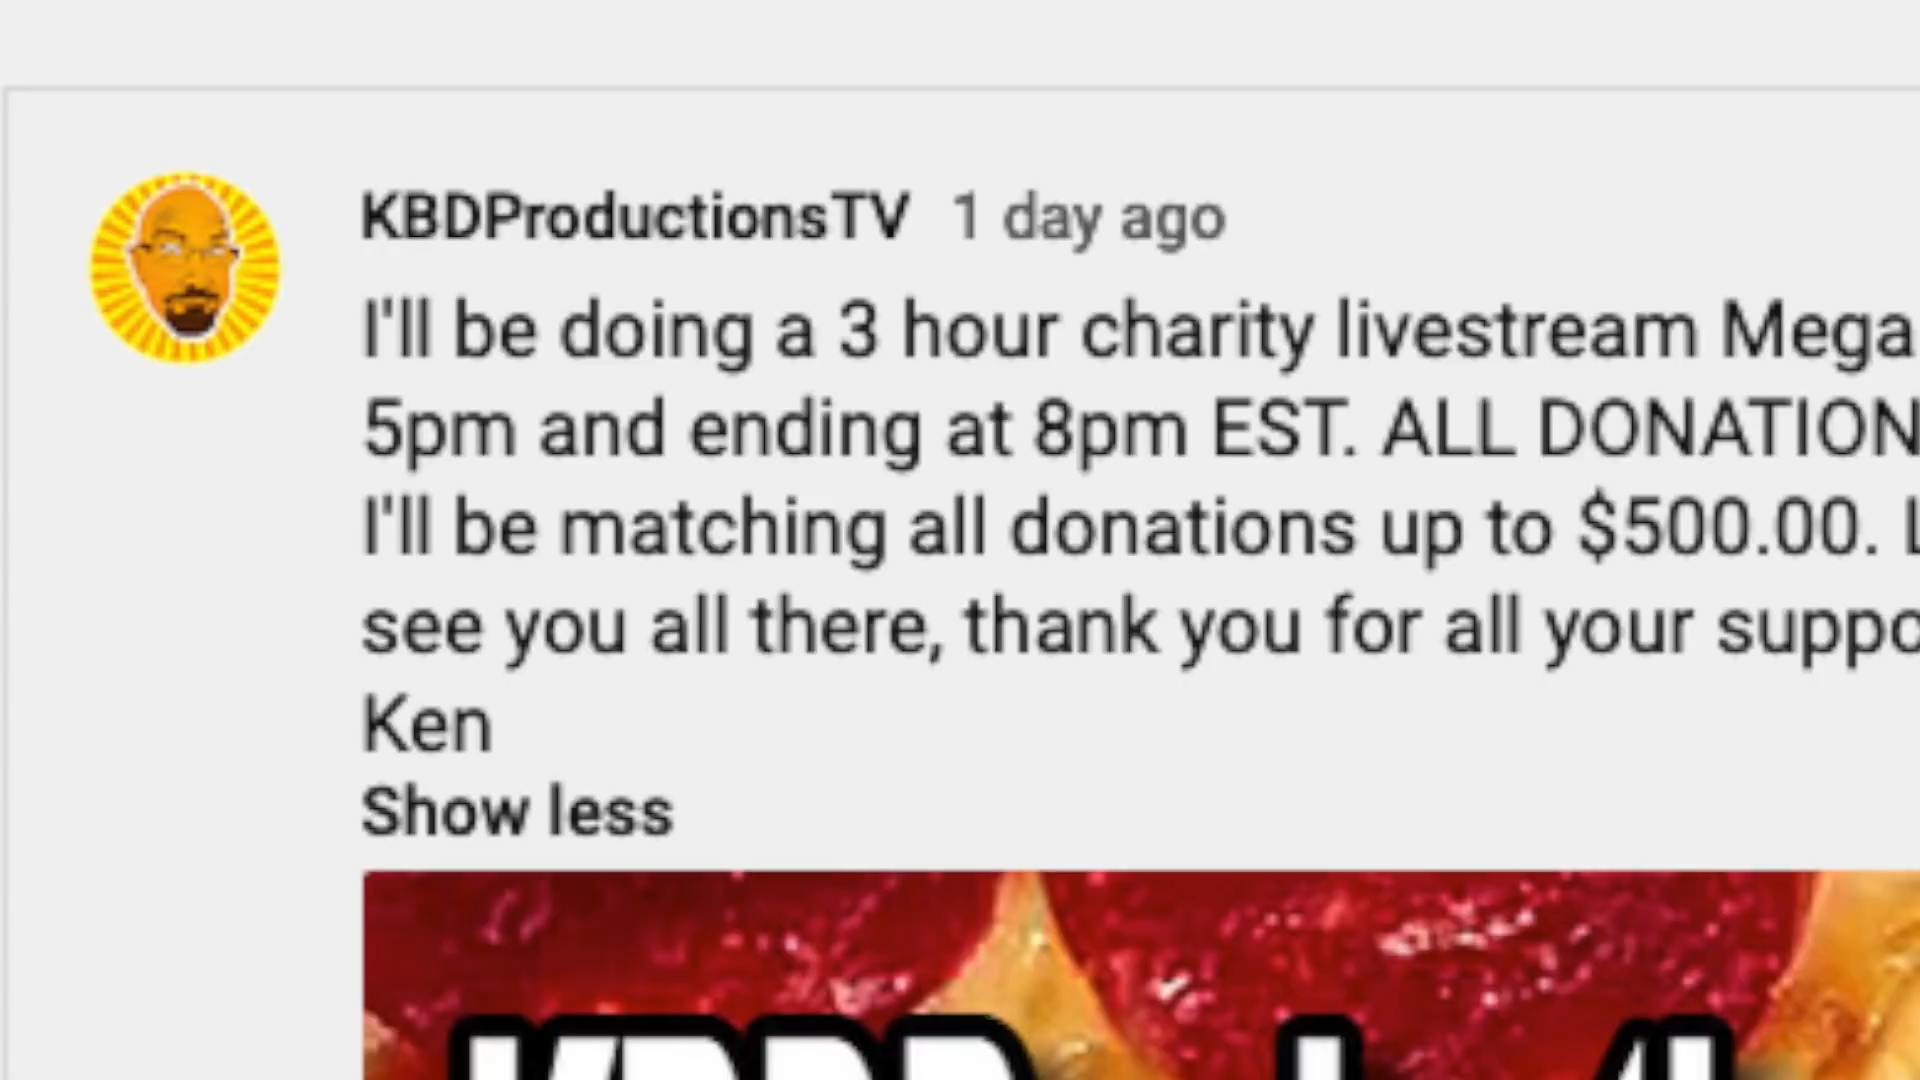 KBDProductionsTV 1 day ago
I'll be doing a 3 hour charity livestream Mega
5pm and ending at 8pm EST. ALL DONATION
I'll be matching all donations up to $500.00.
see you all there, thank you for all your suppo
Ken
Show less